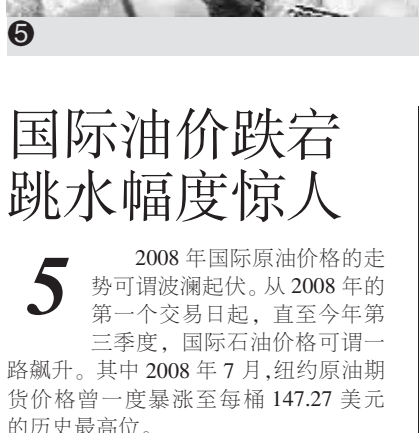 ❺
国际油价跌宕
跳水幅度惊人
5
2008 年国际原油价格的走
势可谓波澜起伏。从 2008 年的
第一个交易日起，直至今年第
三季度，国际石油价格可谓一
路飙升。其中 2008 年 7 月,纽约原油期
货价格曾一度暴涨至每桶 147.27 美元
的历史最高位。